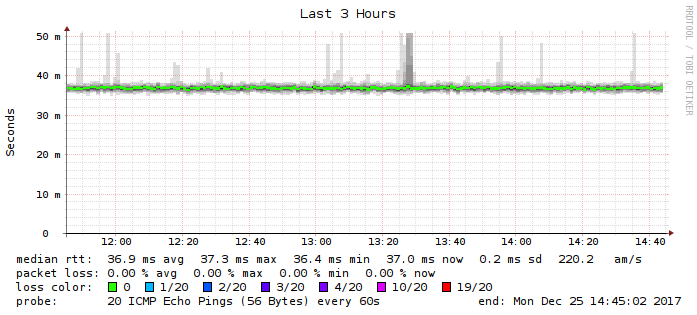 Last 3 Hours
RRDTOOL / TOBI OETIKER
Seconds
50 m
40 m
30 m
20 m
10 m
0
12:00 12:20 12:40 13:00 13:20 13:40 14:00 14:20 14:40
median rtt: 36.9 ms avg 37.3 ms max 36.4 ms min 37.0 ms now 0.2 ms sd 220.2 am/s
packet loss: 0.00 % avg 0.00 % max 0.00 % min 0.00 % now
loss color: 0 1/20 2/20 3/20 4/20 10/20 19/20
probe: 20 ICMP Echo Pings (56 Bytes) every 60s end: Mon Dec 25 14:45:02 2017